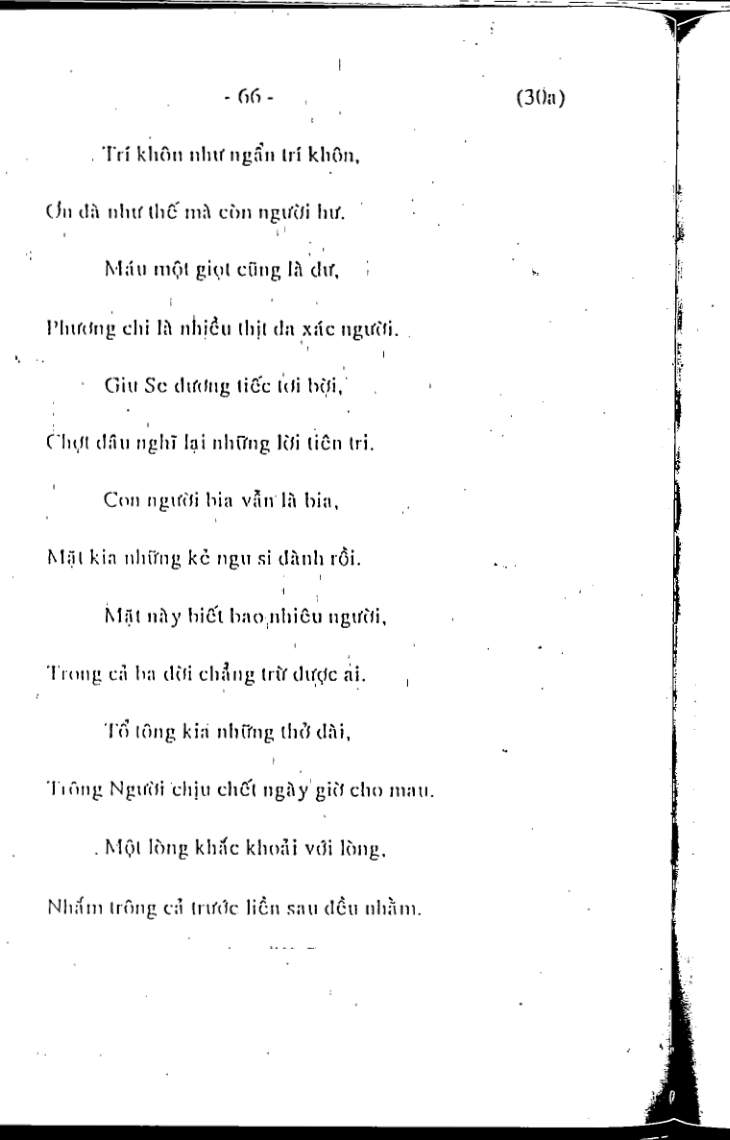 - 66 - (30a)
Trí khôn như ngẩn trí khôn,
Ơn dà như thế mà còn người hư.
Máu một giọt cũng là dư,
Phương chi là nhiều thịt da xác người.
Giu Se dương tiếc tơi bời,
Chợt dâu nghĩ lại những lời tiên tri.
Con người bia vẫn là bia,
Mặt kia những kẻ ngu si dành rồi.
Mặt này biết bao nhiêu người,
Trong cả ba dời chẳng trừ dược ai.
Tổ tông kia những thở dài,
Trông Người chịu chết ngày giờ cho mau.
Một lòng khắc khoải với lòng,
Nhắm trông cả trước liền sau dều nhằm.